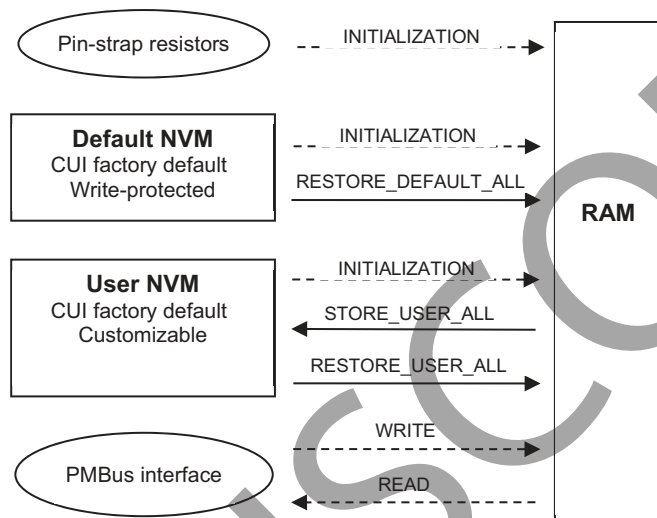 Pin-strap resistors
INITIALIZATION
Default NVM
CUI factory default
Write-protected
INITIALIZATION
RESTORE_DEFAULT_ALL
RAM
User NVM
CUI factory default
Customizable
INITIALIZATION
STORE_USER_ALL
RESTORE_USER_ALL
PMBus interface
WRITE
READ